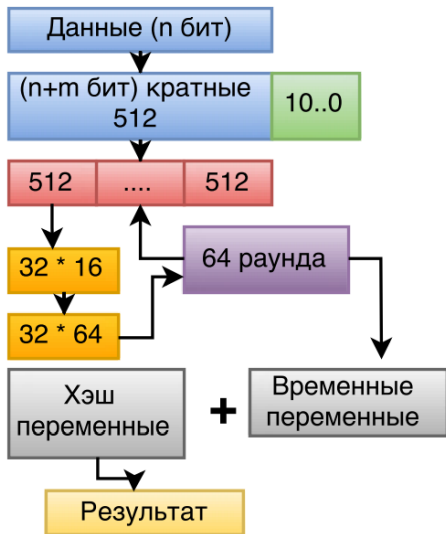 Данные (n бит)
(n+m бит) кратные
512
10..0
512
....
512
32 * 16
64 раунда
32 * 64
Хэш
переменные
+
Временные
переменные
Результат